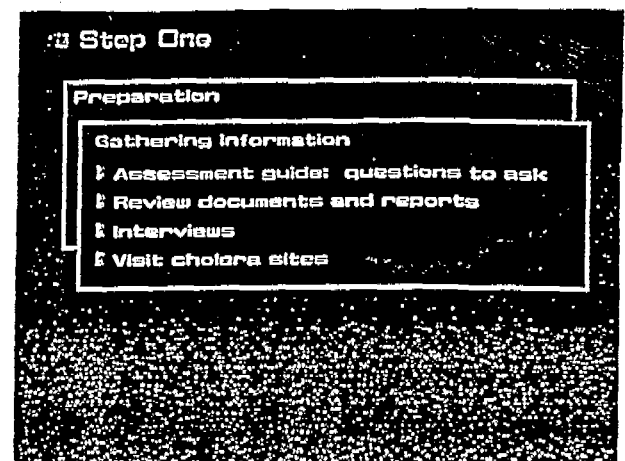 Step One
Preparation
Gathering information
Assessment guide: questions to ask
Review documents and reports
Interviews
Visit cholera sites